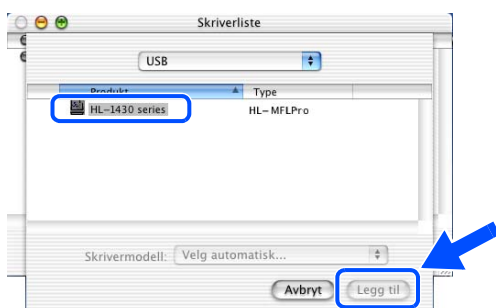 Skriverliste
USB
Produkt Type
HL-1430 series HL-MFLPro
Skrivermodell: Velg automatisk...
Avbryt Legg til